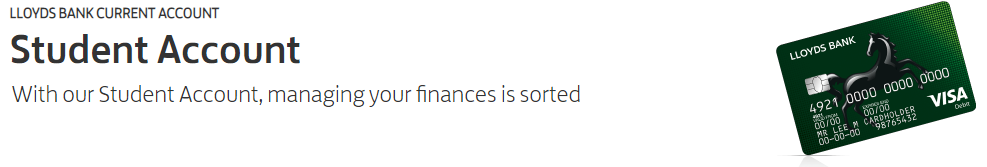 LLOYDS BANK CURRENT ACCOUNT
Student Account
With our Student Account, managing your finances is sorted
LLOYDS BANK
4921 0000 0000 0000
4921
00/00 00/00
MR LEE M CARDHOLDER
00-00-00 98765432
VISA
Debit